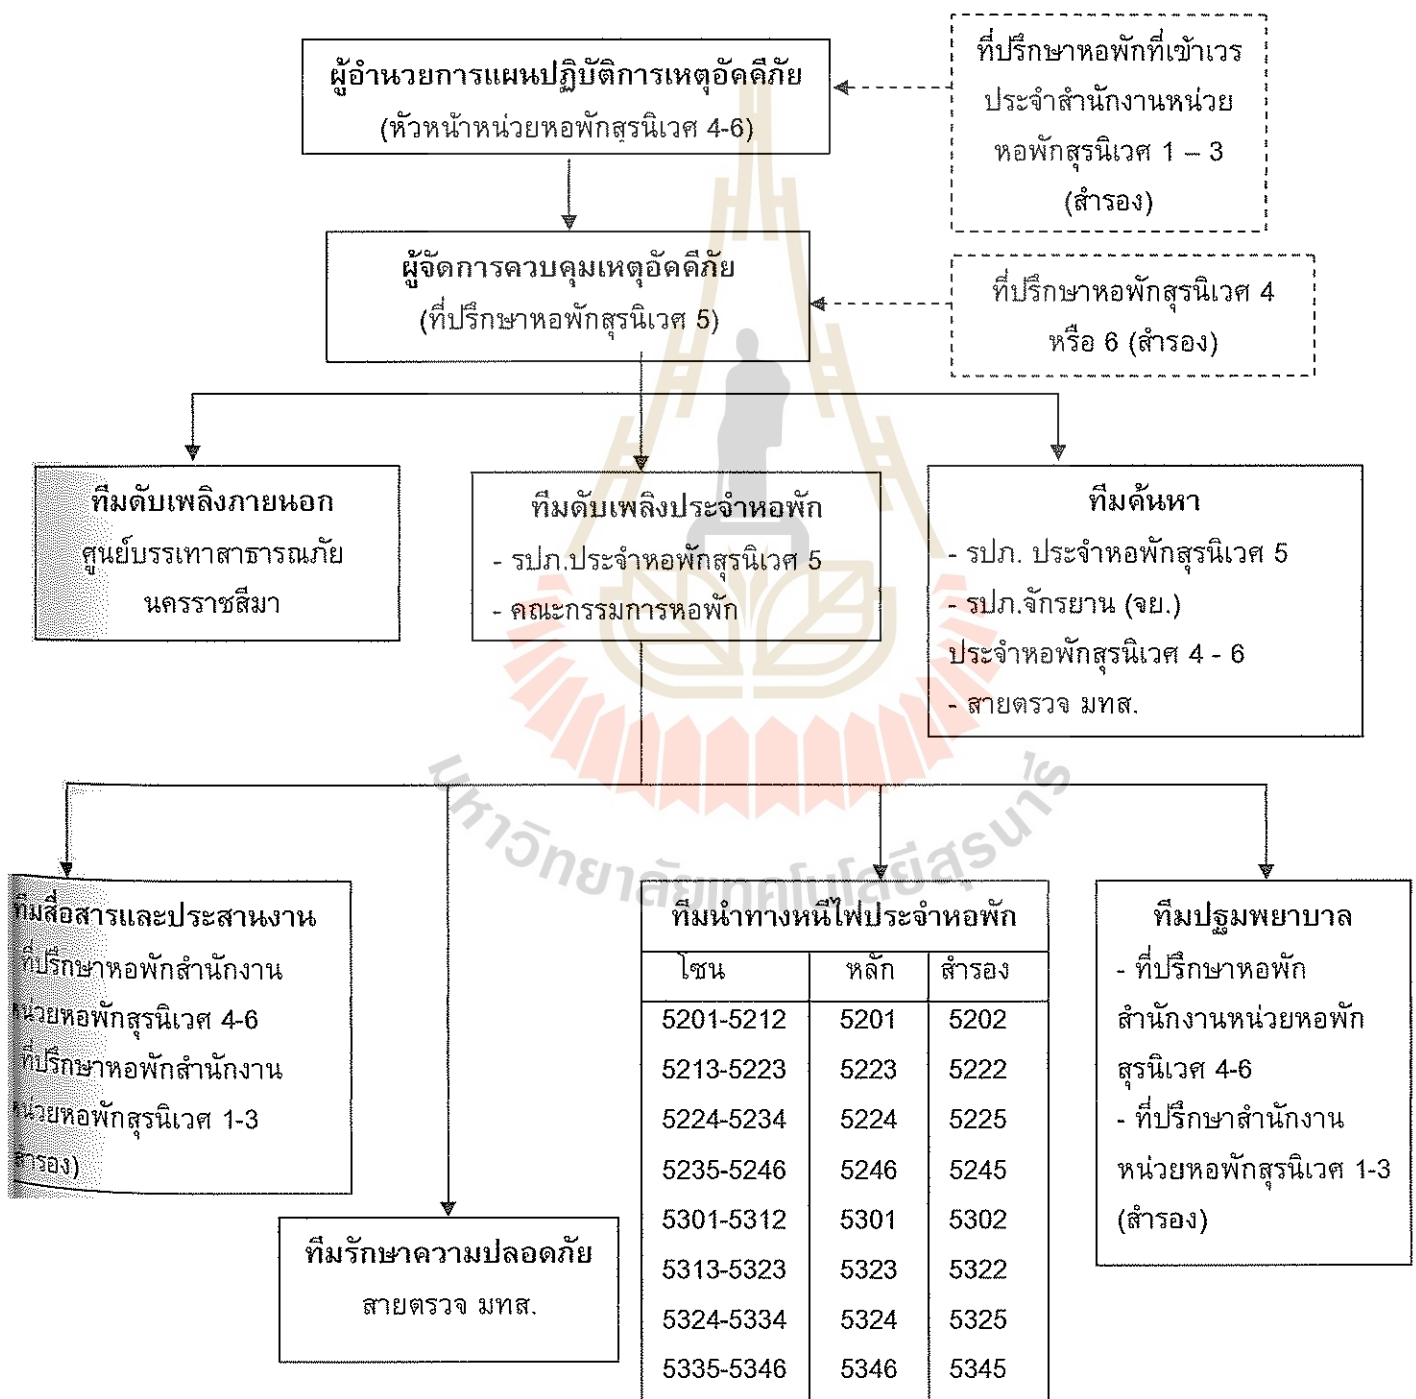 ผู้อำนวยการแผนปฏิบัติการเหตุอัคคีภัย
(หัวหน้าหน่วยหอพักสุรนิเวศ 4-6)
ที่ปรึกษาหอพักที่เข้าเวร
ประจำสำนักงานหน่วย
หอพักสุรนิเวศ 1 – 3
(สำรอง)
ผู้จัดการควบคุมเหตุอัคคีภัย
(ที่ปรึกษาหอพักสุรนิเวศ 5)
ที่ปรึกษาหอพักสุรนิเวศ 4
หรือ 6 (สำรอง)
ทีมดับเพลิงภายนอก
ศูนย์บรรเทาสาธารณภัย
นครราชสีมา
ทีมดับเพลิงประจำหอพัก
- รปภ.ประจำหอพักสุรนิเวศ 5
- คณะกรรมการหอพัก
ทีมค้นหา
- รปภ. ประจำหอพักสุรนิเวศ 5
- รปภ.จักรยาน (จย.)
ประจำหอพักสุรนิเวศ 4 - 6
- สายตรวจ มทส.
มหาวิทยาลัยเทคโนโลยีสุรนารี
ทีมสื่อสารและประสานงาน
ที่ปรึกษาหอพักสำนักงาน
หน่วยหอพักสุรนิเวศ 4-6
ที่ปรึกษาหอพักสำนักงาน
หน่วยหอพักสุรนิเวศ 1-3
สำรอง)
ทีมรักษาความปลอดภัย
สายตรวจ มทส.
ทีมนำทางหนีไฟประจำหอพัก
โซน หลัก สำรอง
5201-5212 5201 5202
5213-5223 5223 5222
5224-5234 5224 5225
5235-5246 5246 5245
5301-5312 5301 5302
5313-5323 5323 5322
5324-5334 5324 5325
5335-5346 5346 5345
ทีมปฐมพยาบาล
- ที่ปรึกษาหอพัก
สำนักงานหน่วยหอพัก
สุรนิเวศ 4-6
- ที่ปรึกษาสำนักงาน
หน่วยหอพักสุรนิเวศ 1-3
(สำรอง)